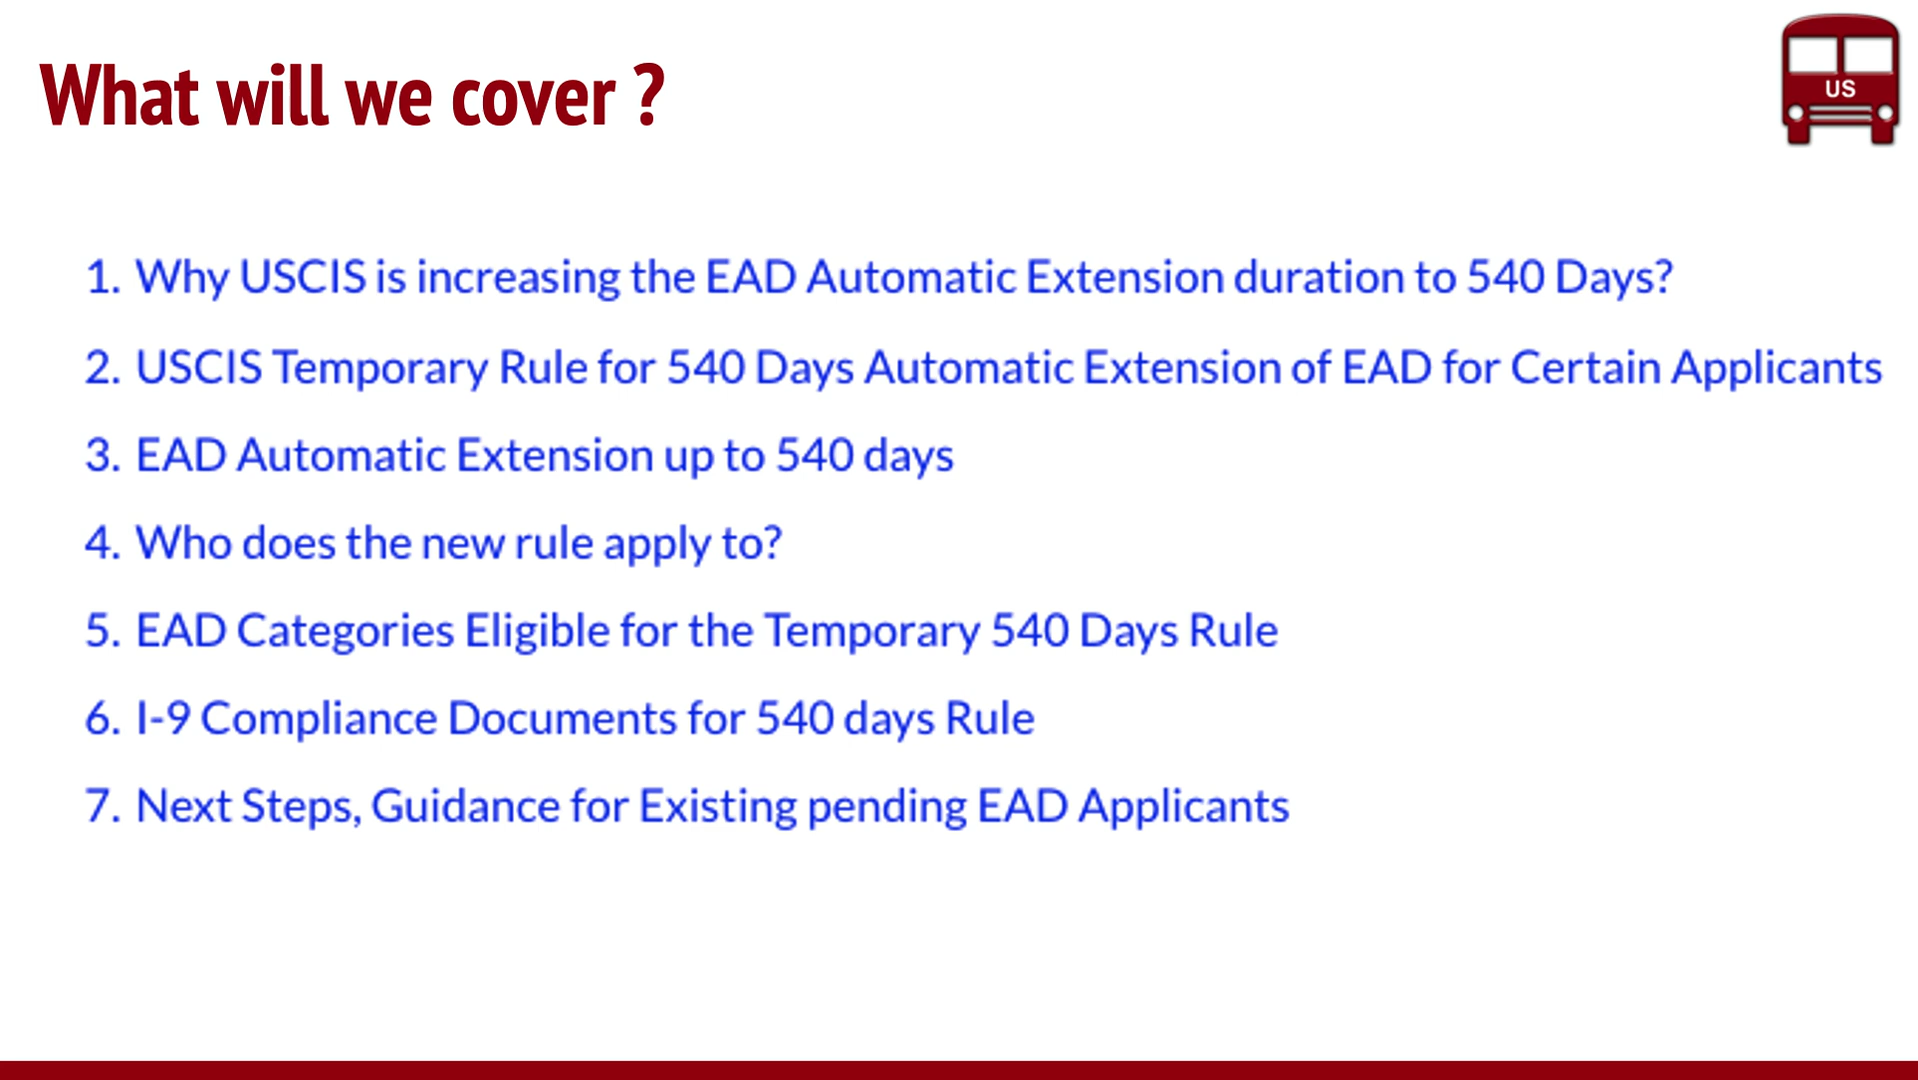 What will we cover ?
US
1. Why USCIS is increasing the EAD Automatic Extension duration to 540 Days?
2. USCIS Temporary Rule for 540 Days Automatic Extension of EAD for Certain Applicants
3. EAD Automatic Extension up to 540 days
4. Who does the new rule apply to?
5. EAD Categories Eligible for the Temporary 540 Days Rule
6. I-9 Compliance Documents for 540 days Rule
7. Next Steps, Guidance for Existing pending EAD Applicants